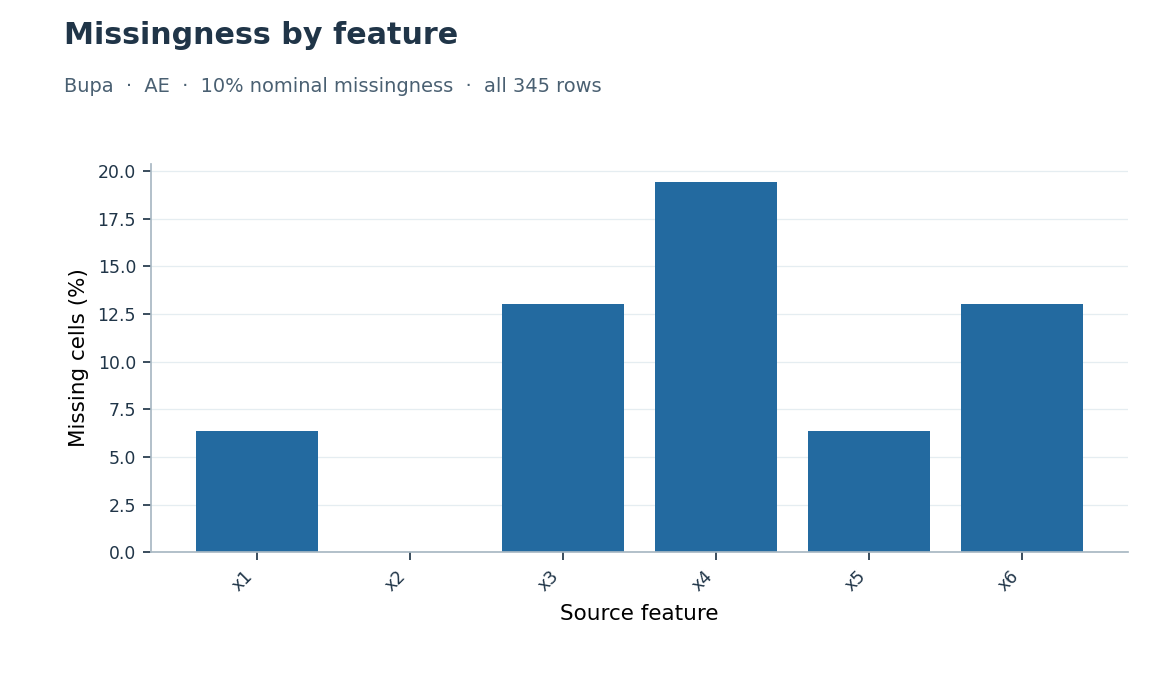 Missingness by feature
Bupa · AE · 10% nominal missingness · all 345 rows
20.0
17.5
15.0
12.5
10.0
7.5
5.0
2.5
0.0
Missing cells (%)
x1 x2 x3 x4 x5 x6
Source feature